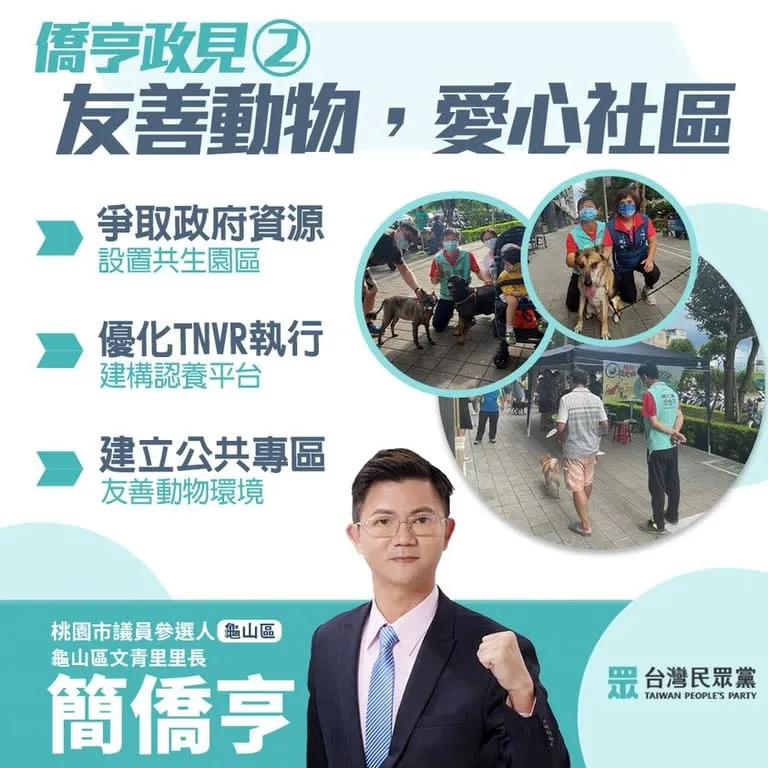 僑亨政見②
友善動物，愛心社區
爭取政府資源
設置共生園區
優化TNVR執行
建構認養平台
建立公共專區
友善動物環境
桃園市議員參選人 龜山區
龜山區文青里里長
簡僑亨
眾 台灣民眾黨
TAIWAN PEOPLE'S PARTY